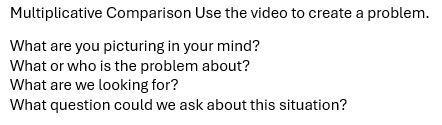 Multiplicative Comparison Use the video to create a problem.
What are you picturing in your mind?
What or who is the problem about?
What are we looking for?
What question could we ask about this situation?